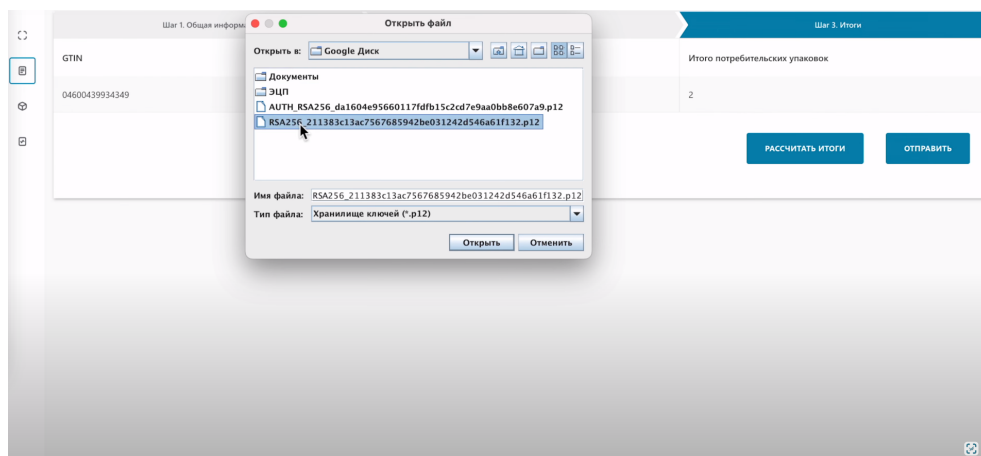 Шаг 1. Общая информ
Открыть файл
Шаг 3. Итоги
Открыть в: Google Диск
GTIN
Итого потребительских упаковок
Документы
ЭЦП
04600439934349
2
AUTH_RSA256_da1604e95660117fdfb15c2cd7e9aa0bb8e607a9.p12
RSA256_211383c13ac7567685942be031242d546a61f132.p12
РАССЧИТАТЬ ИТОГИ
ОТПРАВИТЬ
Имя файла: RSA256_211383c13ac7567685942be031242d546a61f132.p12
Тип файла: Хранилище ключей (*.p12)
Открыть
Отменить